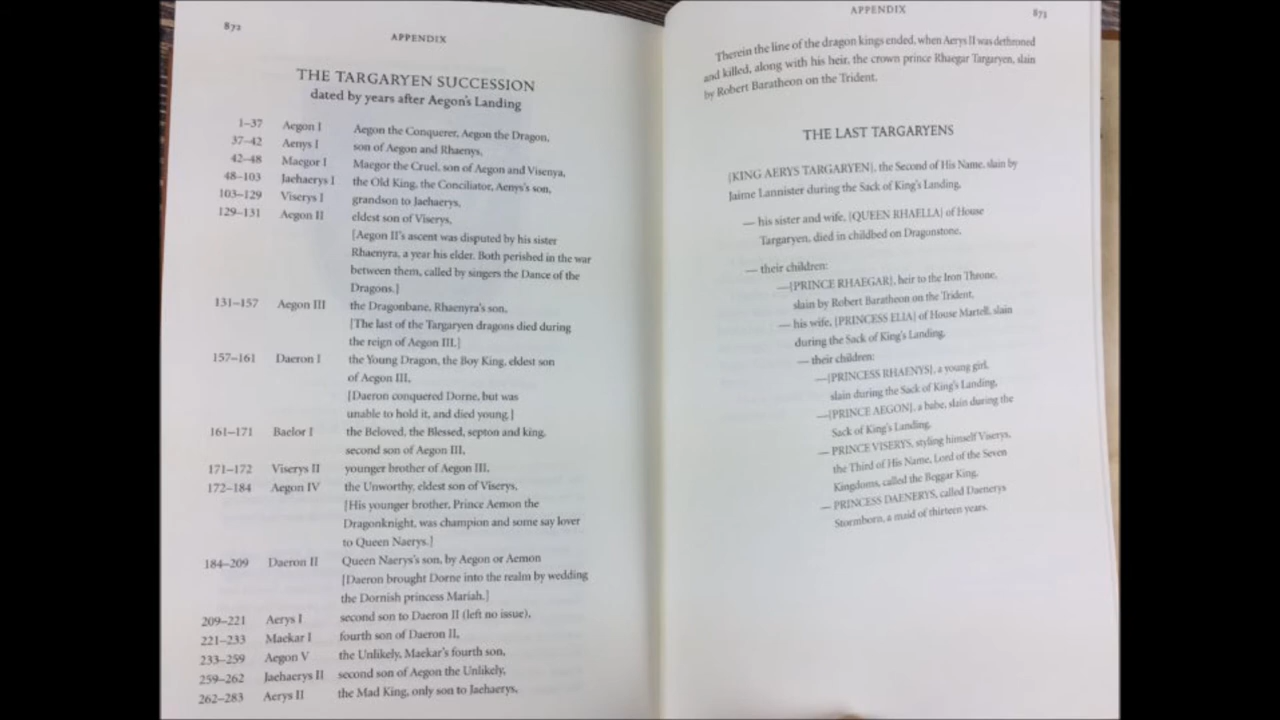 872
APPENDIX
THE TARGARYEN SUCCESSION
dated by years after Aegon's Landing
1–37 Aegon I Aegon the Conquerer, Aegon the Dragon,
37–42 Aenys I son of Aegon and Rhaenys,
42–48 Maegor I Maegor the Cruel, son of Aegon and Visenya,
48–103 Jaehaerys I the Old King, the Conciliator, Aenys's son,
103–129 Viserys I grandson to Jaehaerys,
129–131 Aegon II eldest son of Viserys,
[Aegon II's ascent was disputed by his sister
Rhaenyra, a year his elder. Both perished in the war
between them, called by singers the Dance of the
Dragons.]
131–157 Aegon III the Dragonbane, Rhaenyra's son,
[The last of the Targaryen dragons died during
the reign of Aegon III.]
157–161 Daeron I the Young Dragon, the Boy King, eldest son
of Aegon III,
[Daeron conquered Dorne, but was
unable to hold it, and died young.]
161–171 Baelor I the Beloved, the Blessed, septon and king,
second son of Aegon III,
171–172 Viserys II younger brother of Aegon III,
172–184 Aegon IV the Unworthy, eldest son of Viserys,
[His younger brother, Prince Aemon the
Dragonknight, was champion and some say lover
to Queen Naerys.]
184–209 Daeron II Queen Naerys's son, by Aegon or Aemon
[Daeron brought Dorne into the realm by wedding
the Dornish princess Mariah.]
209–221 Aerys I second son to Daeron II (left no issue),
221–233 Maekar I fourth son of Daeron II,
233–259 Aegon V the Unlikely, Maekar's fourth son,
259–262 Jaehaerys II second son of Aegon the Unlikely,
262–283 Aerys II the Mad King, only son to Jaehaerys,
APPENDIX
873
Therein the line of the dragon kings ended, when Aerys II was dethroned
and killed, along with his heir, the crown prince Rhaegar Targaryen, slain
by Robert Baratheon on the Trident.
THE LAST TARGARYENS
[KING AERYS TARGARYEN], the Second of His Name, slain by
Jaime Lannister during the Sack of King's Landing,
— his sister and wife, [QUEEN RHAELLA] of House
Targaryen, died in childbed on Dragonstone,
— their children:
—[PRINCE RHAEGAR], heir to the Iron Throne,
slain by Robert Baratheon on the Trident,
— his wife, [PRINCESS ELIA] of House Martell, slain
during the Sack of King's Landing,
— their children:
—[PRINCESS RHAENYS], a young girl,
slain during the Sack of King's Landing,
—[PRINCE AEGON], a babe, slain during the
Sack of King's Landing,
— PRINCE VISERYS, styling himself Viserys,
the Third of His Name, Lord of the Seven
Kingdoms, called the Beggar King,
— PRINCESS DAENERYS, called Daenerys
Stormborn, a maid of thirteen years.